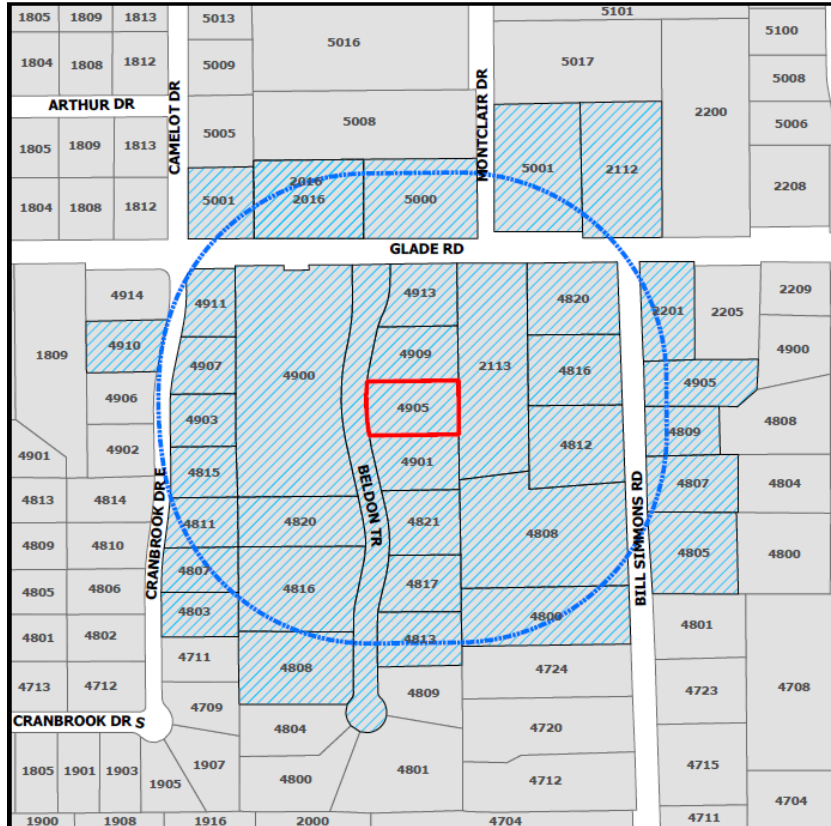 1805 1809 1813 5013 5016 5101 5100
1804 1808 1812 5009 5017 5008
ARTHUR DR CAMELOT DR MONTCLAIR DR 2200
1805 1809 1813 5005 5008 5006
1804 1808 1812 5001 2016 5000 5001 2112 2208
2016
GLADE RD
4914 4911 4913 4820 2201 2205 2209
1809 4910 4907 4900 4909 2113 4816 4905 4900
4906 4903 4905 4812 4809 4808
4901 4902 4815 4901 4807 4804
4813 4814 4811 4820 BELDON TR 4821 4808 BILL SIMMONS RD
4809 4810 CRANBROOK DR E 4807 4816 4817 4805 4800
4805 4806 4803 4813 4800
4801 4802 4711 4808 4724 4801
4713 4712 4709 4809 4723 4708
CRANBROOK DR S 4804 4720
1805 1901 1903 1905 1907 4800 4801 4712 4715
4704
1900 1908 1916 2000 4704 4711